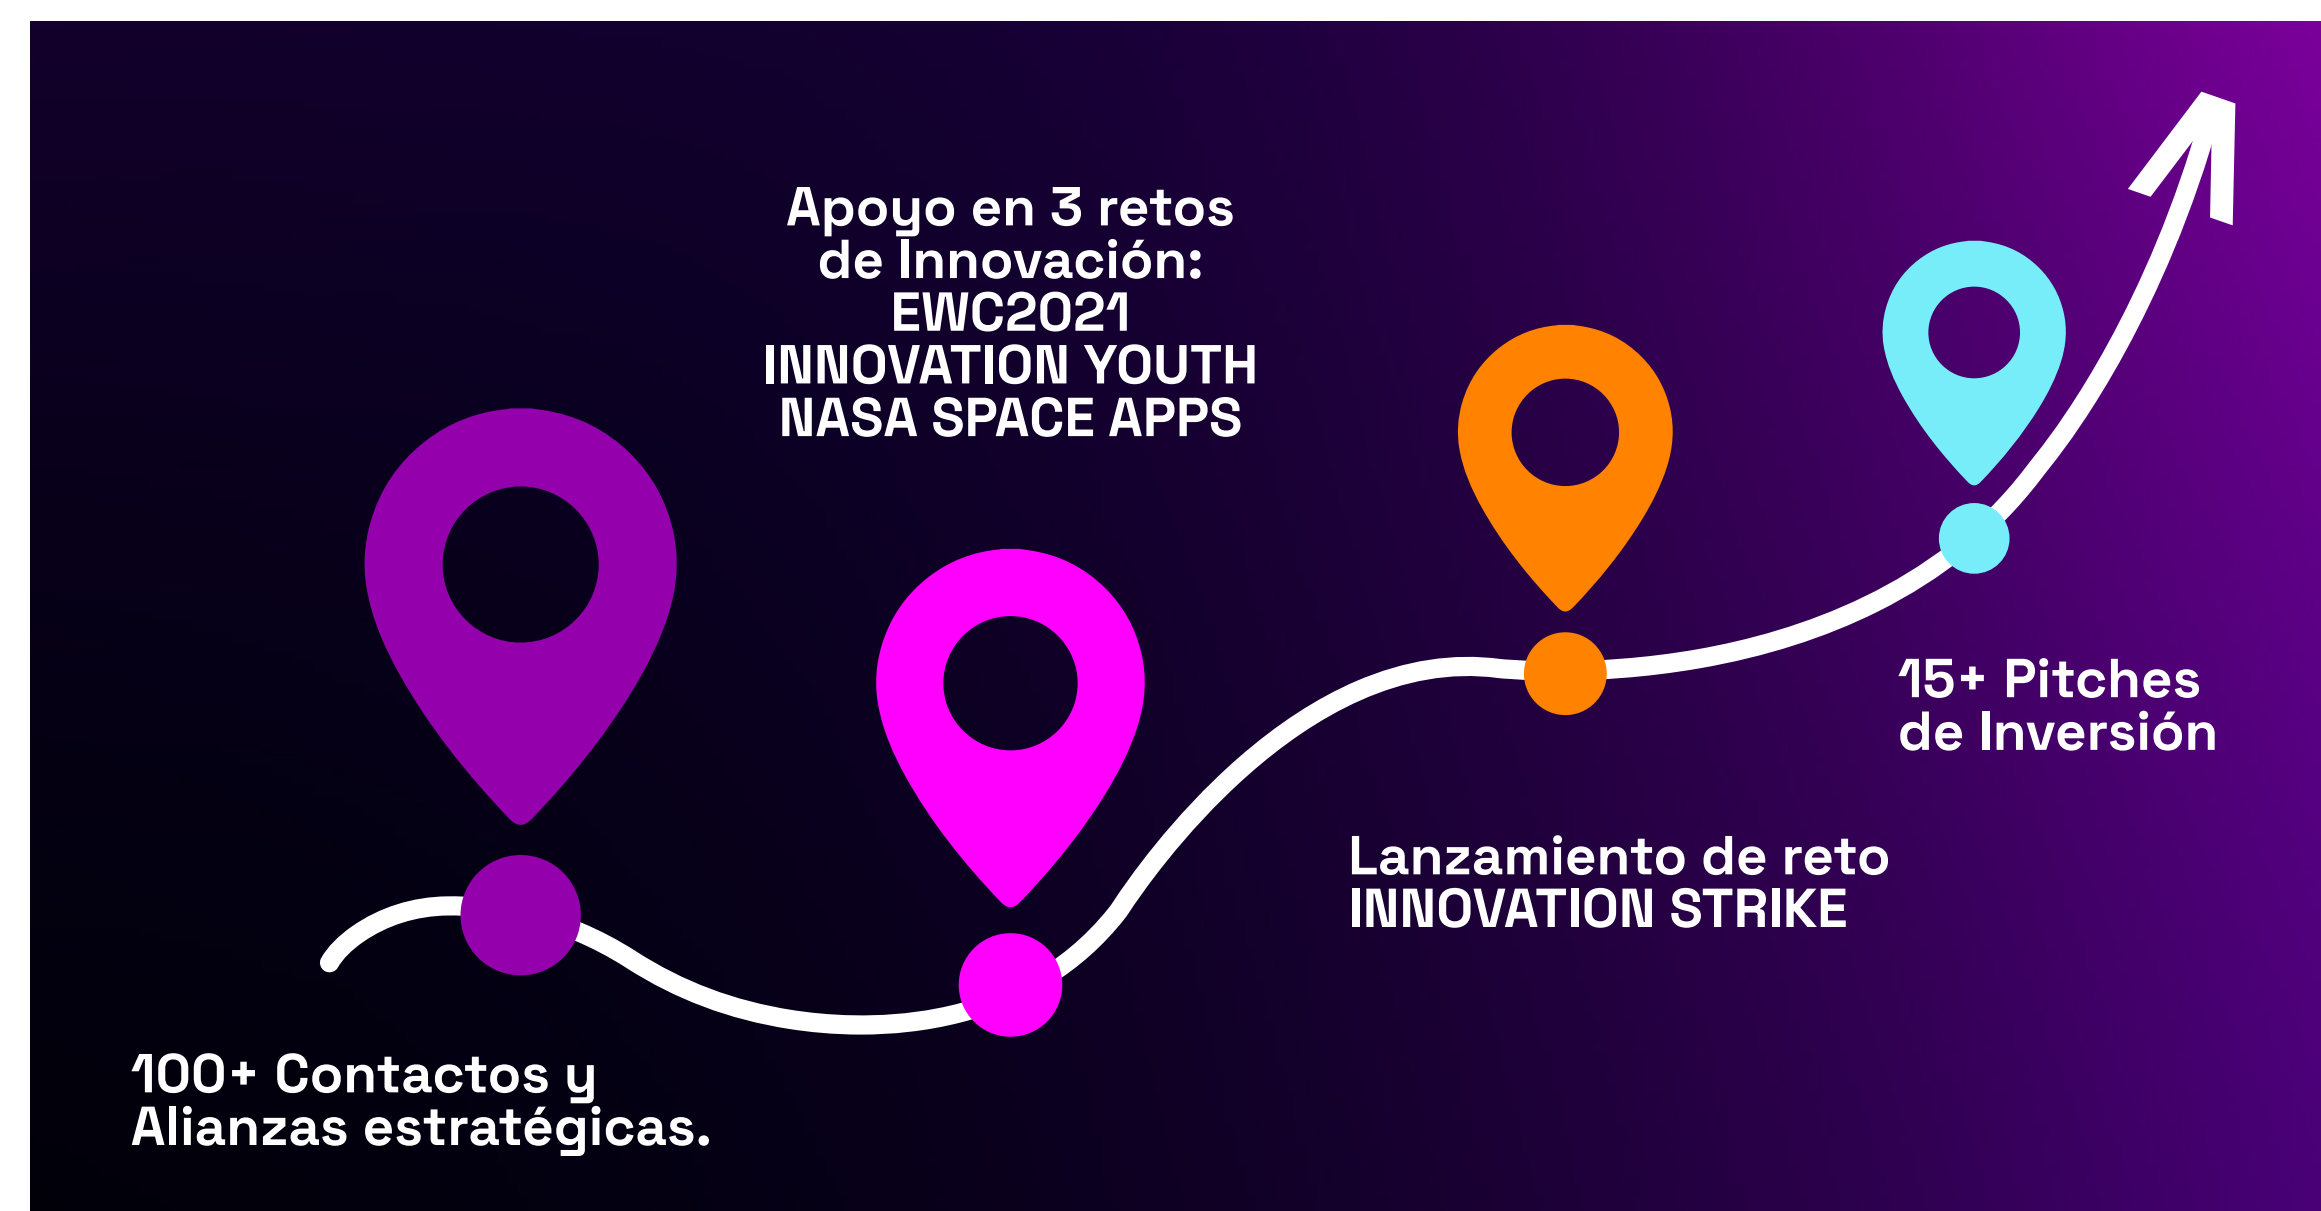 Apoyo en 3 retos
de Innovación:
EWC2021
INNOVATION YOUTH
NASA SPACE APPS
15+ Pitches
de Inversión
Lanzamiento de reto
INNOVATION STRIKE
100+ Contactos y
Alianzas estratégicas.